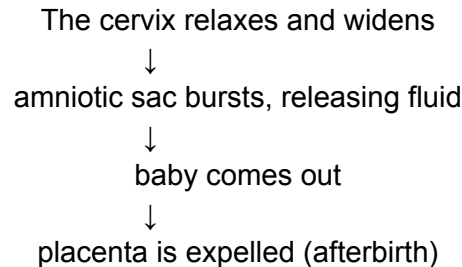 The cervix relaxes and widens
↓
amniotic sac bursts, releasing fluid
↓
baby comes out
↓
placenta is expelled (afterbirth)